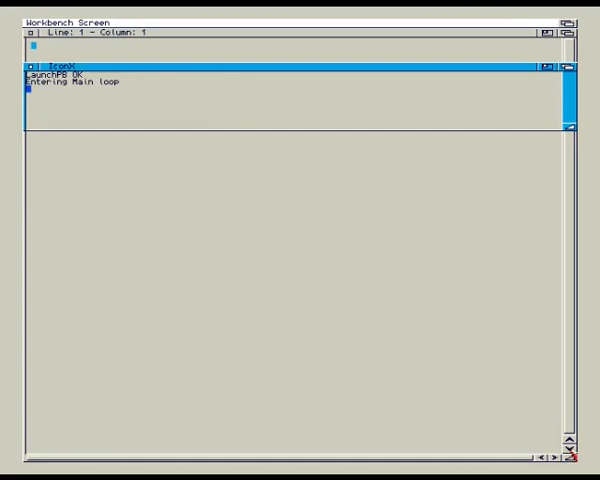 Workbench Screen
Line: 1 - Column: 1
IconX
LaunchPB OK
Entering Main loop